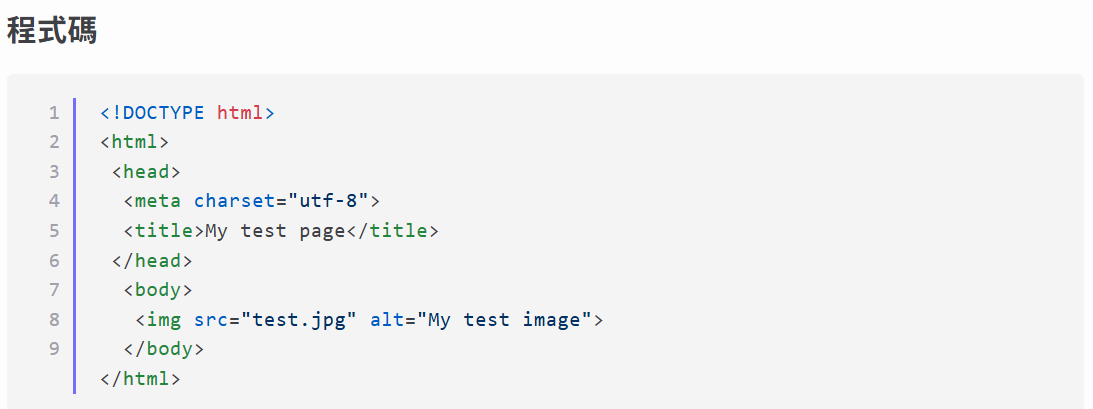 程式碼
1 <!DOCTYPE html>
2 <html>
3  <head>
4   <meta charset="utf-8">
5   <title>My test page</title>
6  </head>
7   <body>
8    <img src="test.jpg" alt="My test image">
9   </body>
</html>